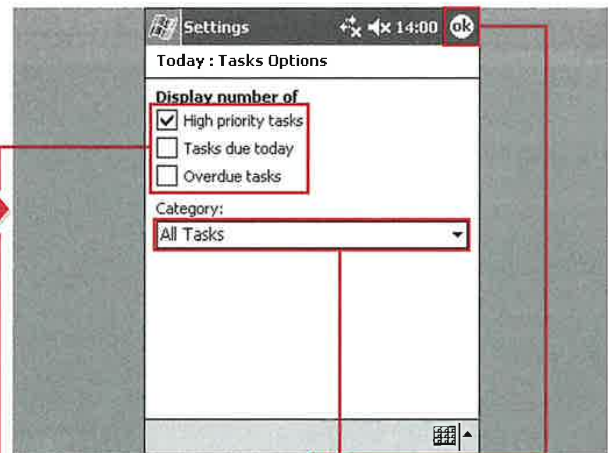 Settings 14:00 ok
Today : Tasks Options
Display number of
High priority tasks
Tasks due today
Overdue tasks
Category:
All Tasks